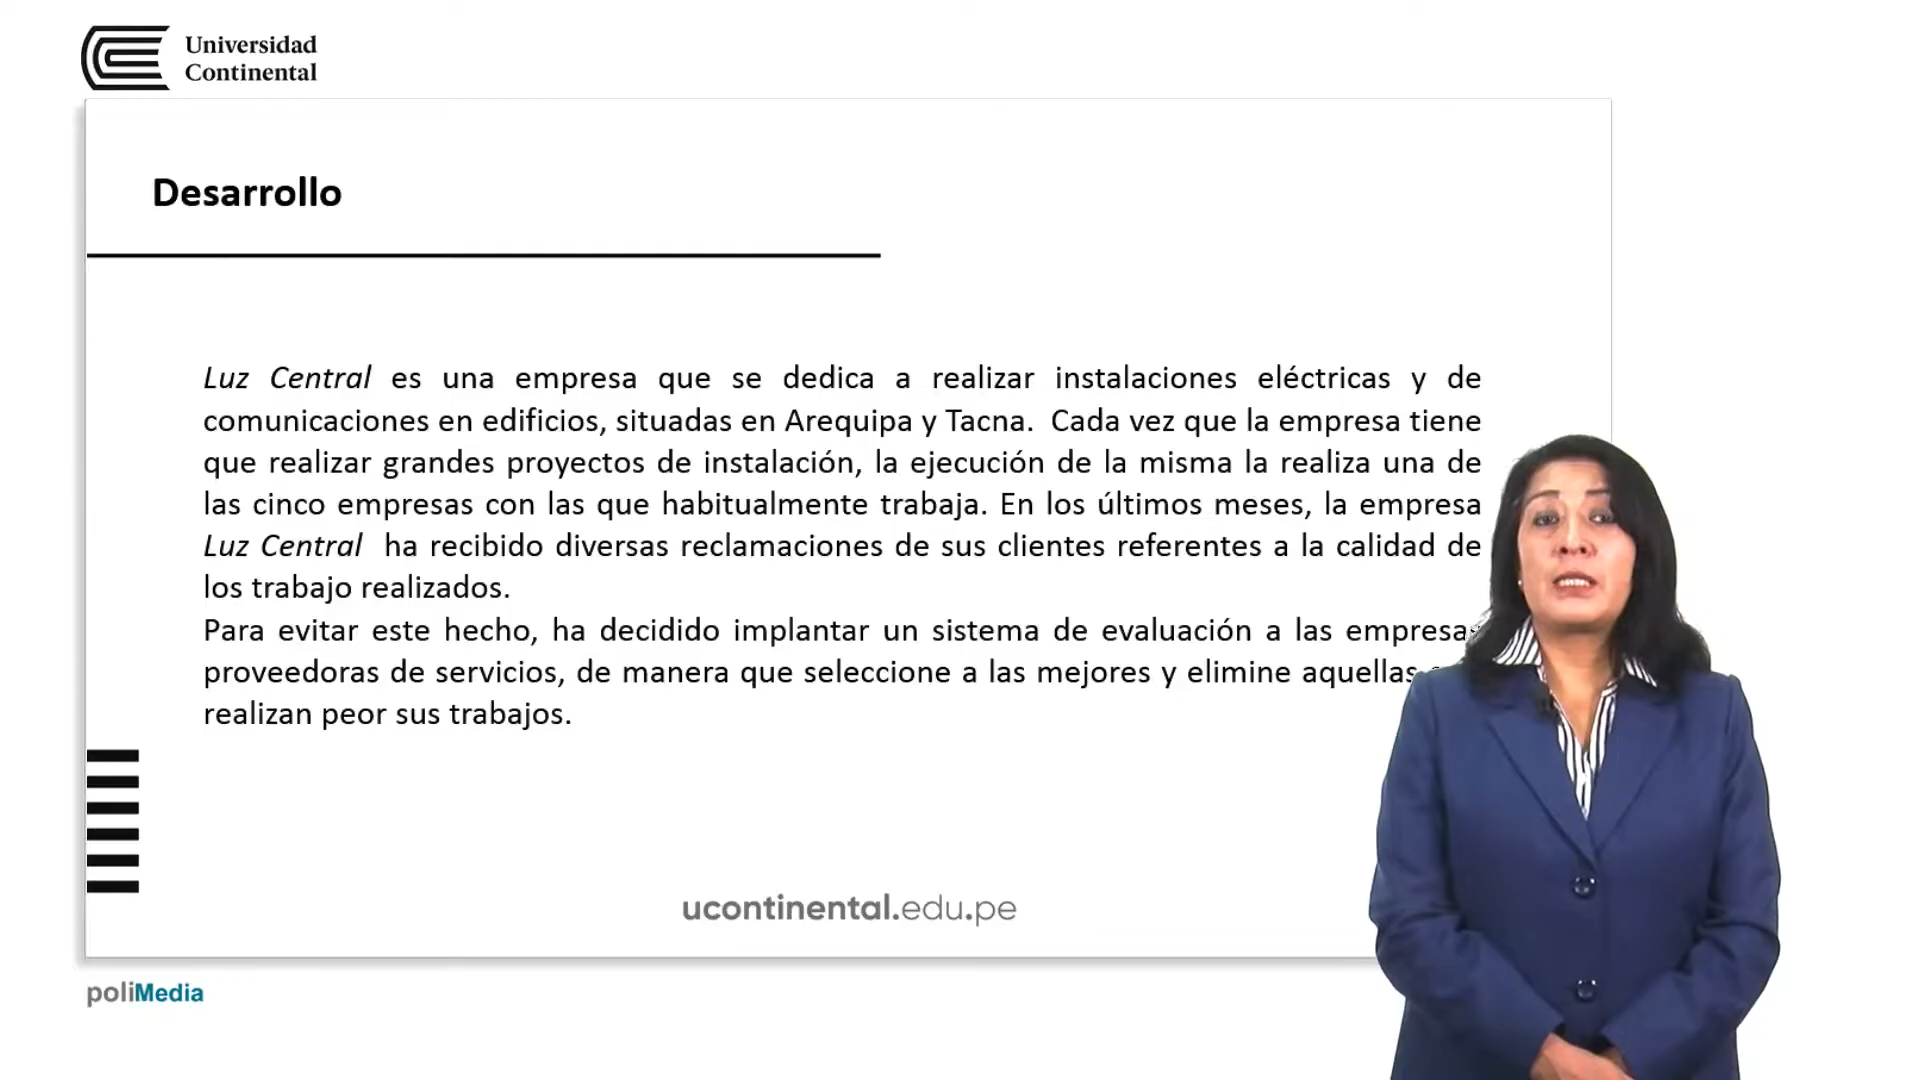 Universidad
Continental
Desarrollo
Luz Central es una empresa que se dedica a realizar instalaciones eléctricas y de
comunicaciones en edificios, situadas en Arequipa y Tacna. Cada vez que la empresa tiene
que realizar grandes proyectos de instalación, la ejecución de la misma la realiza una de
las cinco empresas con las que habitualmente trabaja. En los últimos meses, la empresa
Luz Central ha recibido diversas reclamaciones de sus clientes referentes a la calidad de
los trabajo realizados.
Para evitar este hecho, ha decidido implantar un sistema de evaluación a las empresas
proveedoras de servicios, de manera que seleccione a las mejores y elimine aquellas
realizan peor sus trabajos.
ucontinental.edu.pe
poliMedia